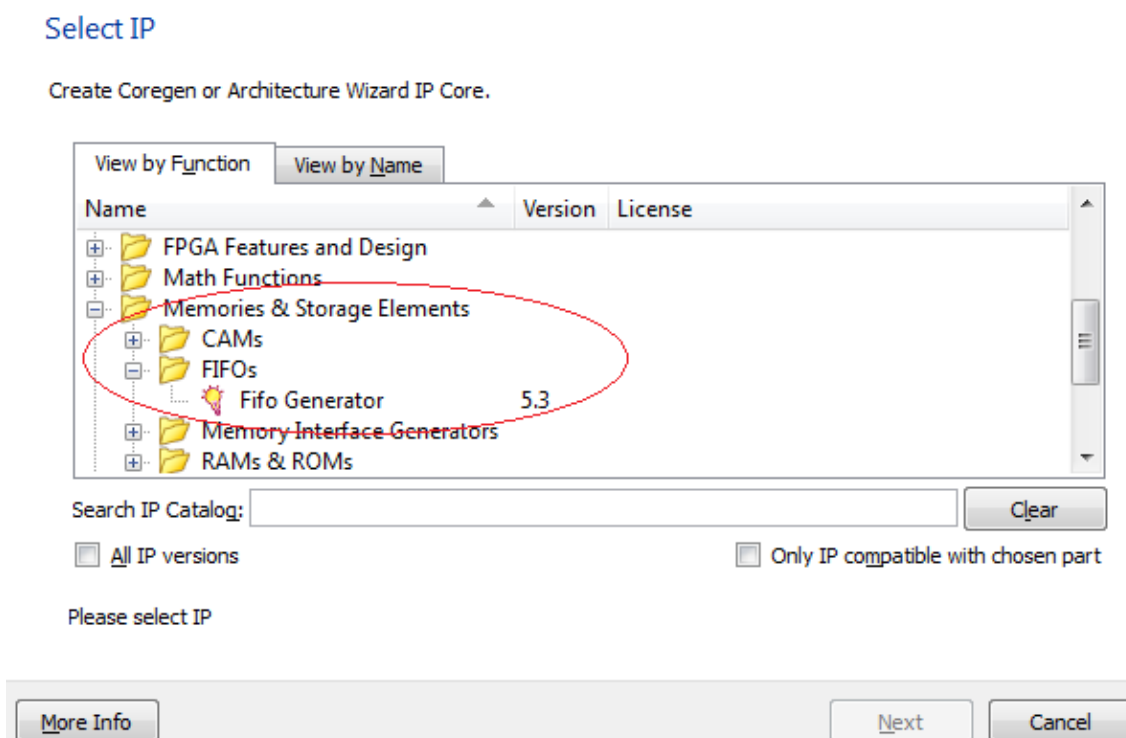 Select IP
Create Coregen or Architecture Wizard IP Core.
View by Function View by Name
Name Version License
FPGA Features and Design
Math Functions
Memories & Storage Elements
CAMs
FIFOs
Fifo Generator 5.3
Memory Interface Generators
RAMs & ROMs
Search IP Catalog: Clear
All IP versions Only IP compatible with chosen part
Please select IP
More Info Next Cancel